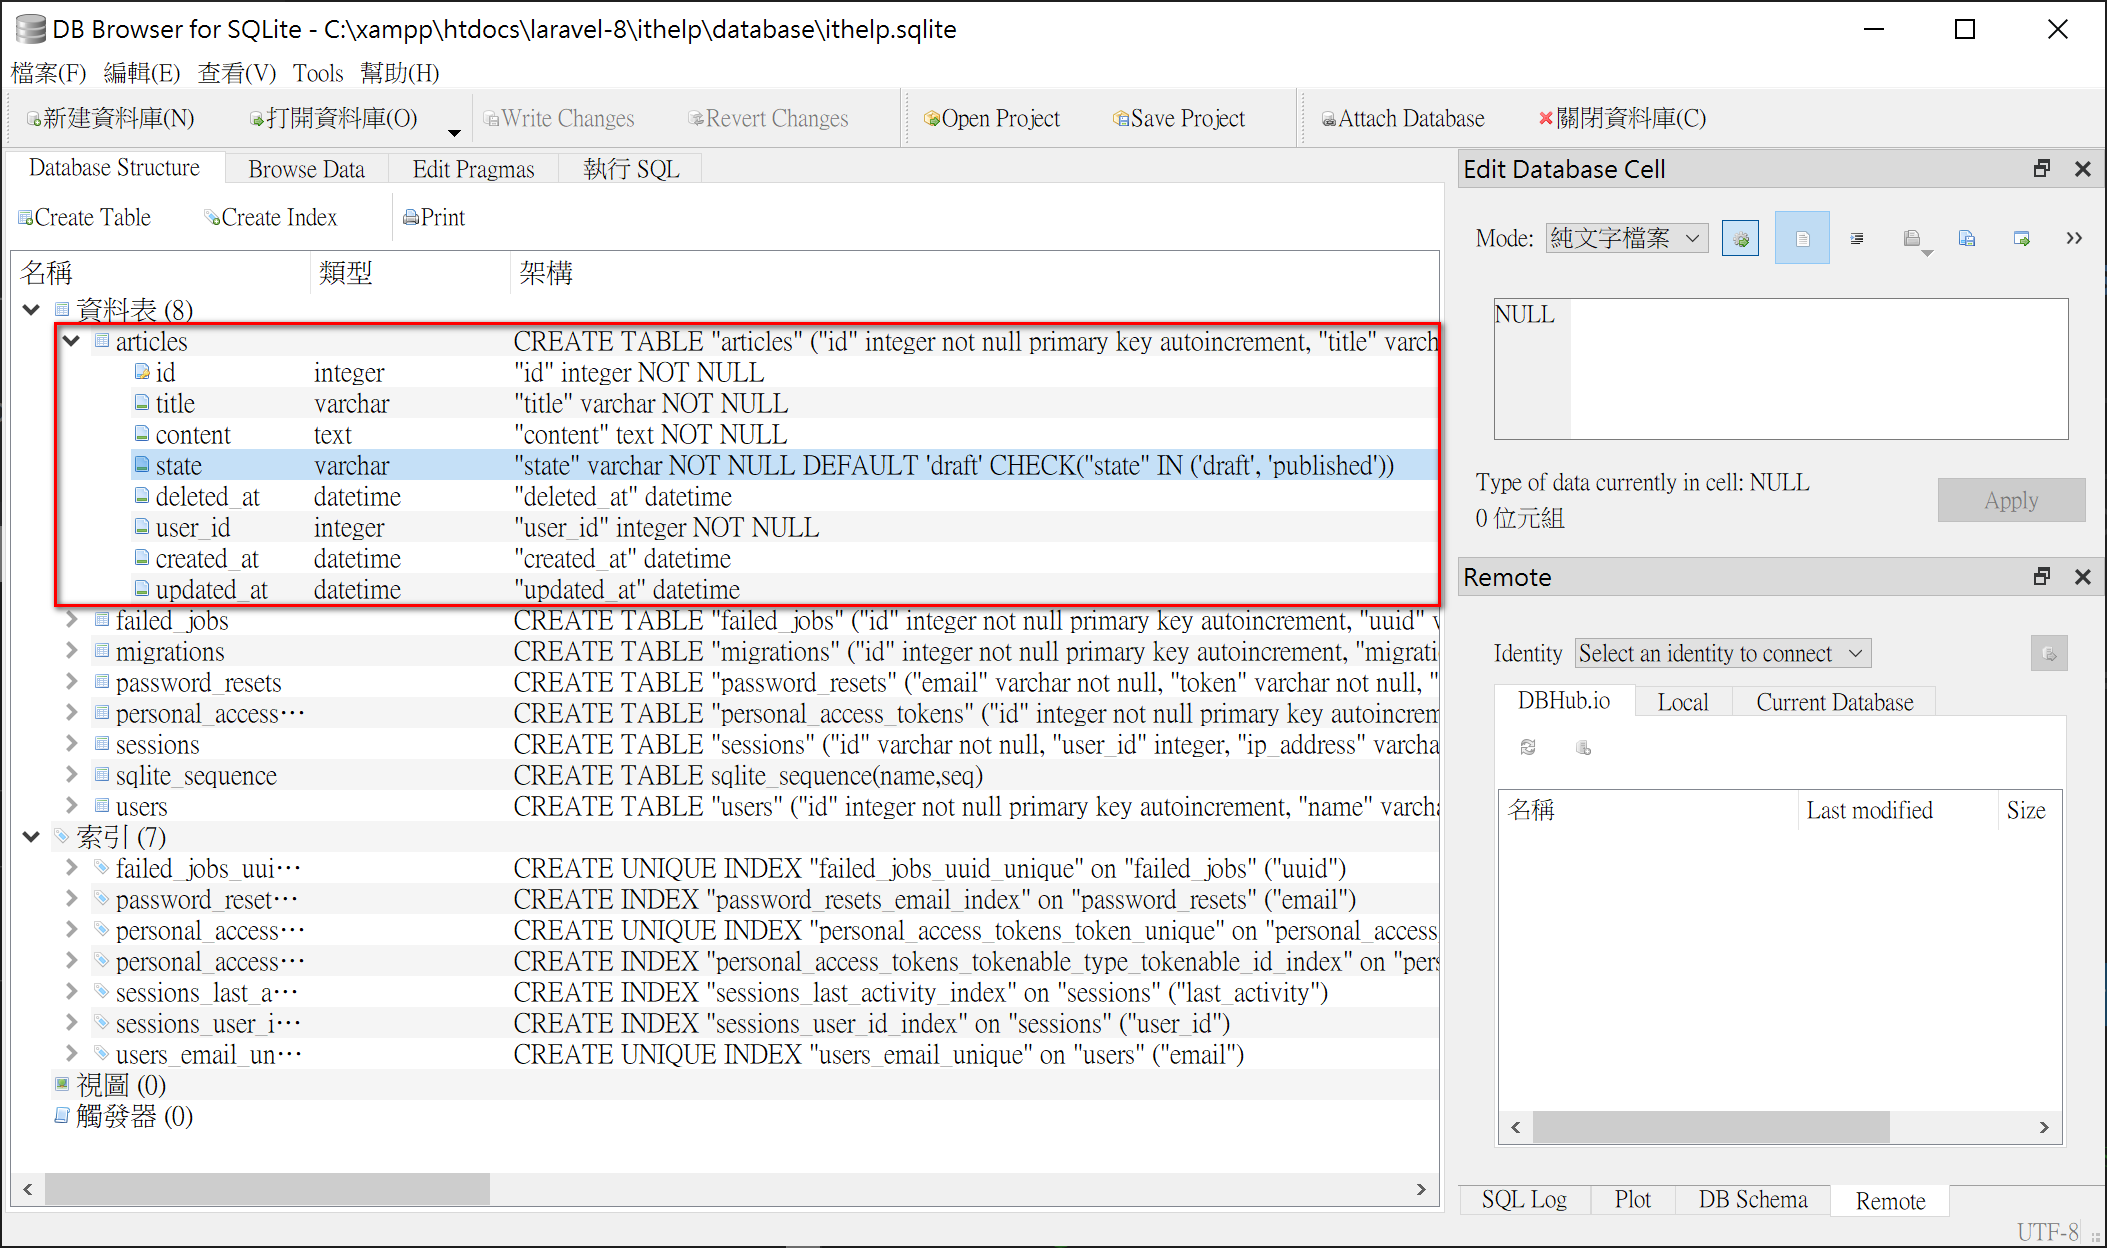 DB Browser for SQLite - C:\xampp\htdocs\laravel-8\ithelp\database\ithelp.sqlite
檔案(F) 編輯(E) 查看(V) Tools 幫助(H)
新建資料庫(N) 打開資料庫(O) Write Changes Revert Changes Open Project Save Project Attach Database 關閉資料庫(C)
Database Structure Browse Data Edit Pragmas 執行 SQL
Create Table Create Index Print
名稱 類型 架構
資料表 (8)
articles CREATE TABLE "articles" ("id" integer not null primary key autoincrement, "title" varch
id integer "id" integer NOT NULL
title varchar "title" varchar NOT NULL
content text "content" text NOT NULL
state varchar "state" varchar NOT NULL DEFAULT 'draft' CHECK("state" IN ('draft', 'published'))
deleted_at datetime "deleted_at" datetime
user_id integer "user_id" integer NOT NULL
created_at datetime "created_at" datetime
updated_at datetime "updated_at" datetime
failed_jobs CREATE TABLE "failed_jobs" ("id" integer not null primary key autoincrement, "uuid" v
migrations CREATE TABLE "migrations" ("id" integer not null primary key autoincrement, "migrati
password_resets CREATE TABLE "password_resets" ("email" varchar not null, "token" varchar not null, "
personal_access… CREATE TABLE "personal_access_tokens" ("id" integer not null primary key autoincrem
sessions CREATE TABLE "sessions" ("id" varchar not null, "user_id" integer, "ip_address" varcha
sqlite_sequence CREATE TABLE sqlite_sequence(name,seq)
users CREATE TABLE "users" ("id" integer not null primary key autoincrement, "name" varcha
索引 (7)
failed_jobs_uui… CREATE UNIQUE INDEX "failed_jobs_uuid_unique" on "failed_jobs" ("uuid")
password_reset… CREATE INDEX "password_resets_email_index" on "password_resets" ("email")
personal_access… CREATE UNIQUE INDEX "personal_access_tokens_token_unique" on "personal_access_
personal_access… CREATE INDEX "personal_access_tokens_tokenable_type_tokenable_id_index" on "pers
sessions_last_a… CREATE INDEX "sessions_last_activity_index" on "sessions" ("last_activity")
sessions_user_i… CREATE INDEX "sessions_user_id_index" on "sessions" ("user_id")
users_email_un… CREATE UNIQUE INDEX "users_email_unique" on "users" ("email")
視圖 (0)
觸發器 (0)
Edit Database Cell
Mode: 純文字檔案
NULL
Type of data currently in cell: NULL
0 位元組
Apply
Remote
Identity Select an identity to connect
DBHub.io Local Current Database
名稱 Last modified Size
SQL Log Plot DB Schema Remote
UTF-8